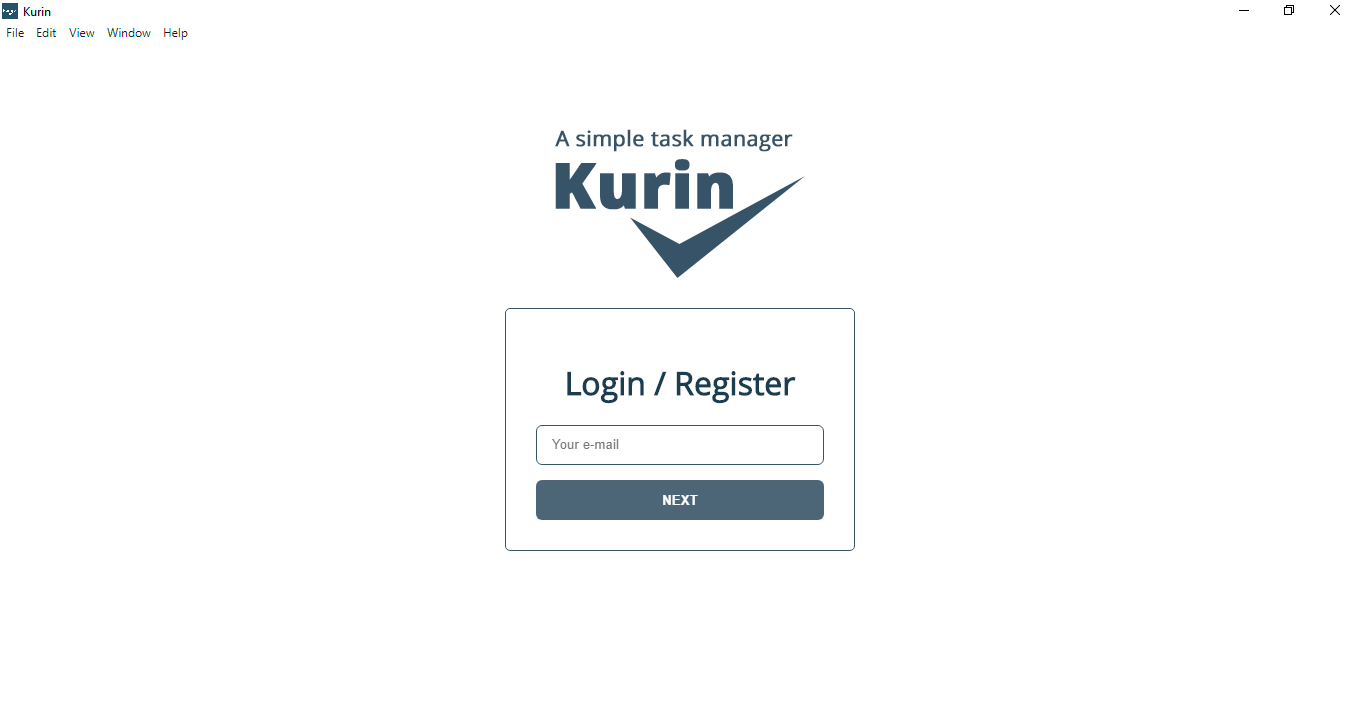 Kurin
File Edit View Window Help
A simple task manager
Kurin
Login / Register
Your e-mail
NEXT